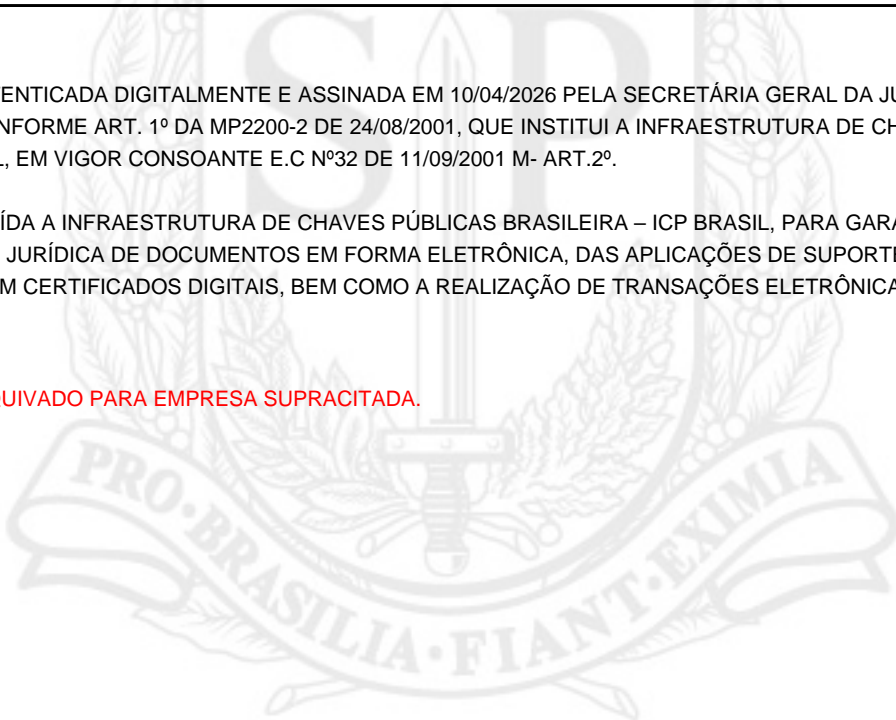 ENTICADA DIGITALMENTE E ASSINADA EM 10/04/2026 PELA SECRETÁRIA GERAL DA JU
NFORME ART. 1º DA MP2200-2 DE 24/08/2001, QUE INSTITUI A INFRAESTRUTURA DE CH
, EM VIGOR CONSOANTE E.C Nº32 DE 11/09/2001 M- ART.2º.
ÍDA A INFRAESTRUTURA DE CHAVES PÚBLICAS BRASILEIRA – ICP BRASIL, PARA GARA
JURÍDICA DE DOCUMENTOS EM FORMA ELETRÔNICA, DAS APLICAÇÕES DE SUPORTE
M CERTIFICADOS DIGITAIS, BEM COMO A REALIZAÇÃO DE TRANSAÇÕES ELETRÔNICA
UIVADO PARA EMPRESA SUPRACITADA.
SP
PRO·BRASILIA·FIANT·EXIMIA